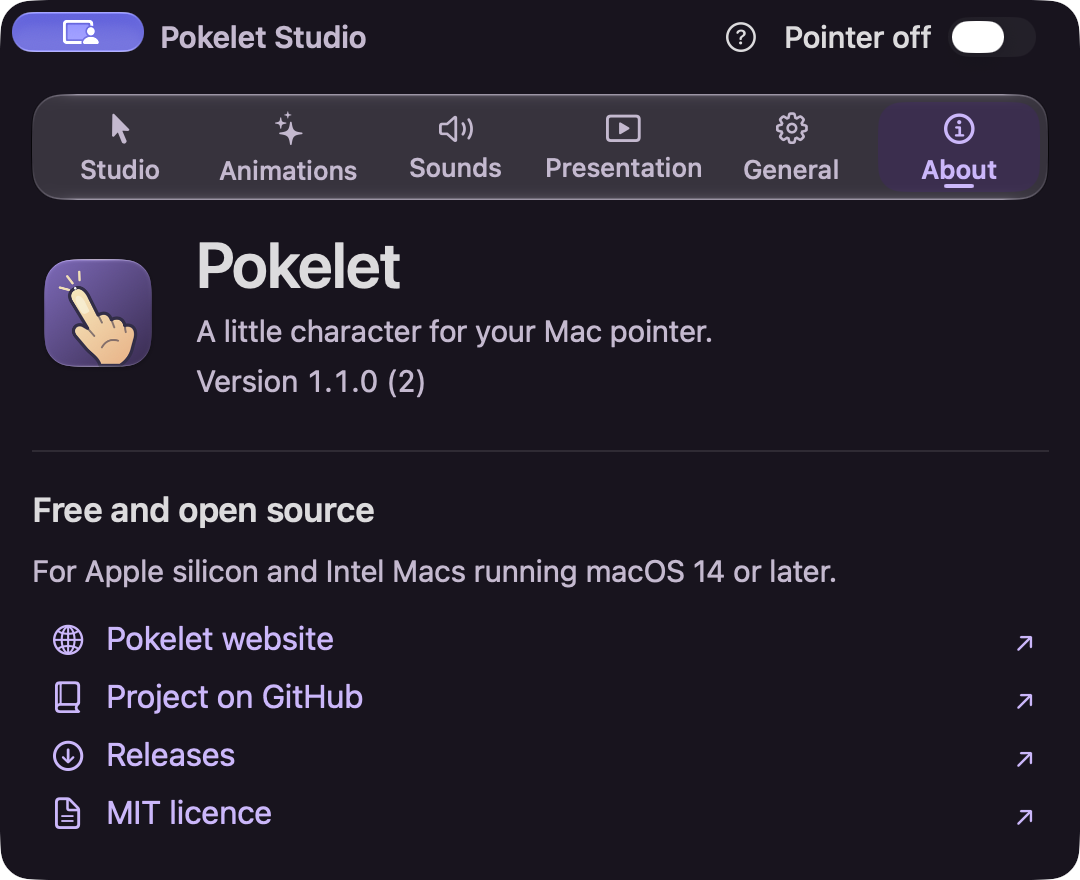 Pokelet Studio
Pointer off
Studio
Animations
Sounds
Presentation
General
About
Pokelet
A little character for your Mac pointer.
Version 1.1.0 (2)
Free and open source
For Apple silicon and Intel Macs running macOS 14 or later.
Pokelet website
Project on GitHub
Releases
MIT licence